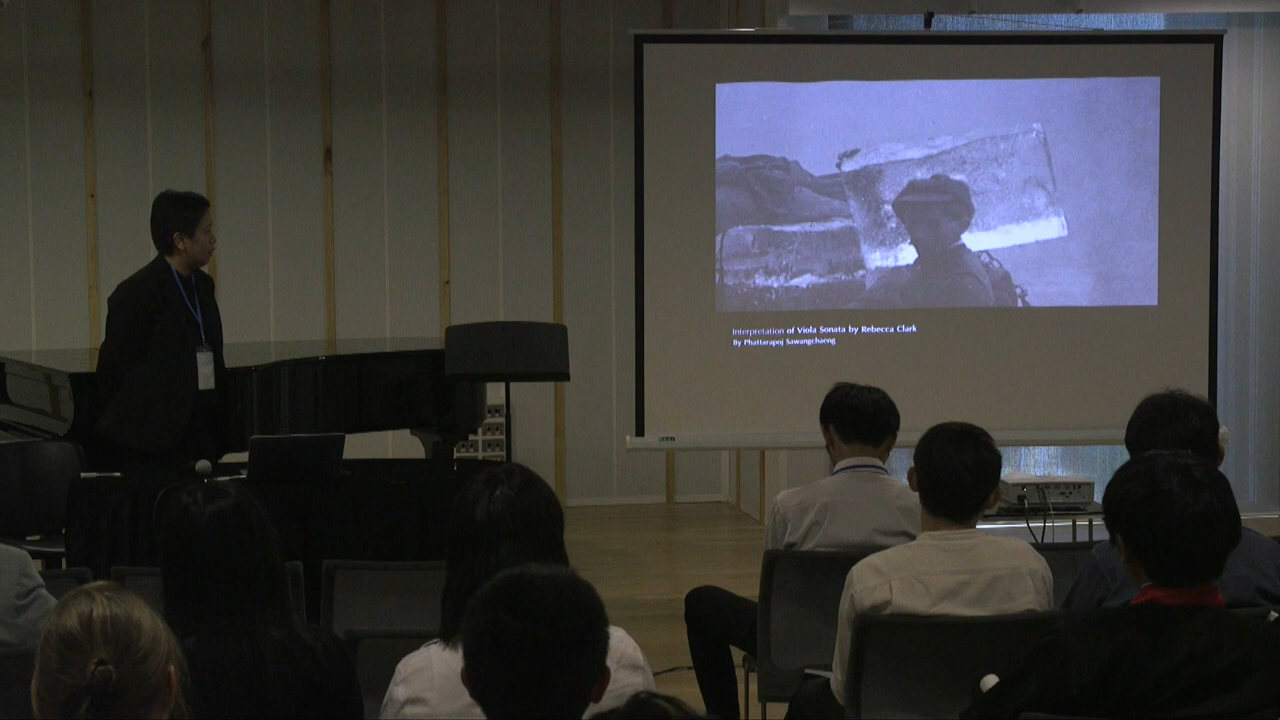 Interpretation of Viola Sonata by Rebecca Clark
By Phattarapoj Sawangchaeng